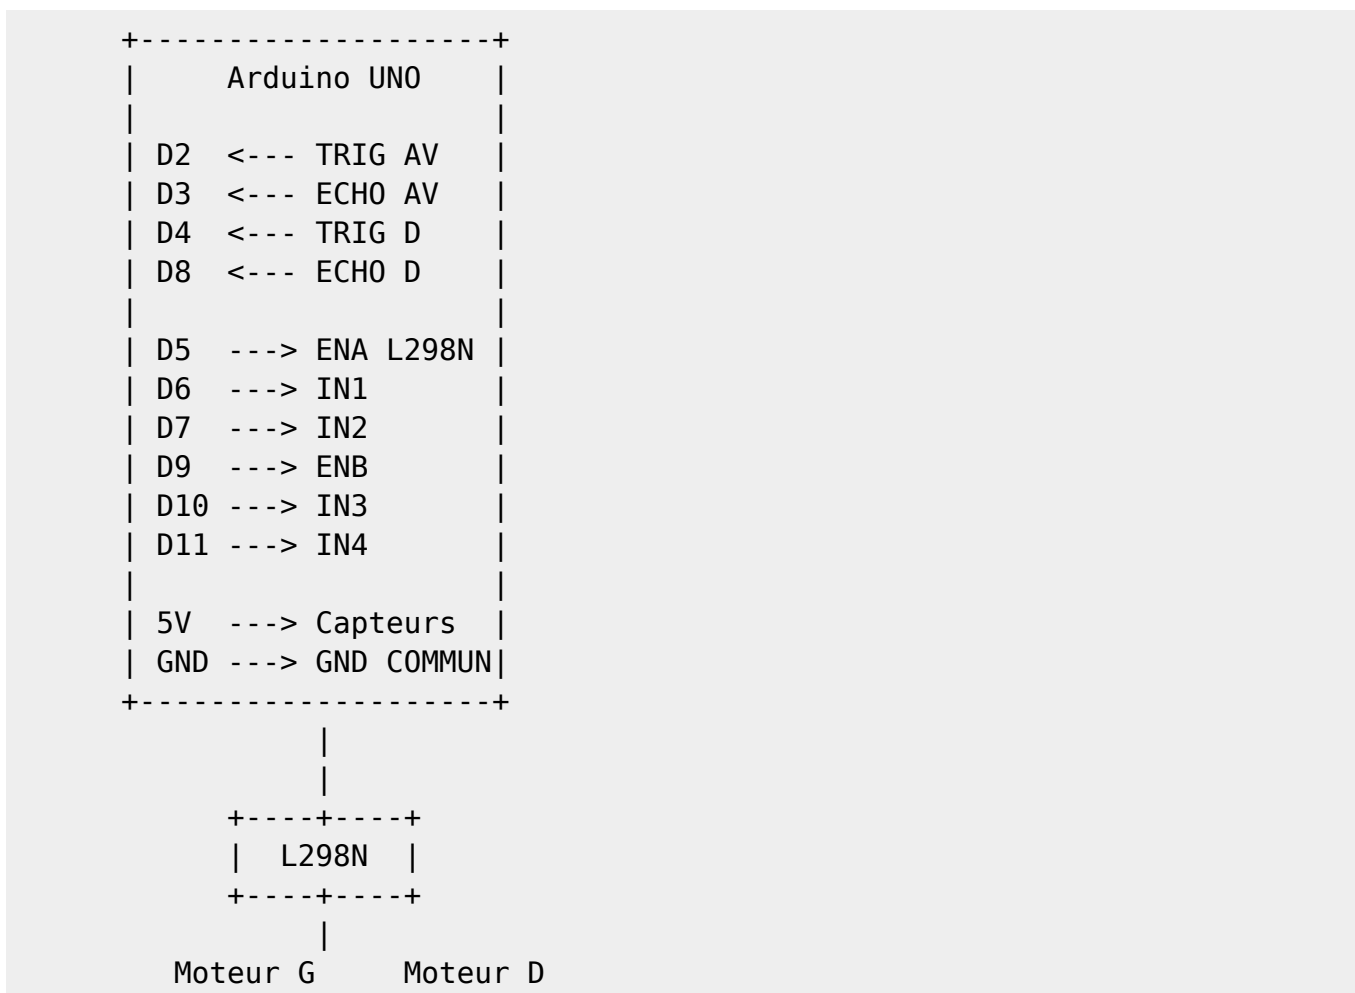 +--------------------+
|     Arduino UNO    |
|                    |
| D2  <--- TRIG AV   |
| D3  <--- ECHO AV   |
| D4  <--- TRIG D    |
| D8  <--- ECHO D    |
|                    |
| D5  ---> ENA L298N |
| D6  ---> IN1       |
| D7  ---> IN2       |
| D9  ---> ENB       |
| D10 ---> IN3       |
| D11 ---> IN4       |
|                    |
| 5V  ---> Capteurs  |
| GND ---> GND COMMUN|
+--------------------+
           |
           |
      +----+----+
      |  L298N  |
      +----+----+
           |
   Moteur G     Moteur D